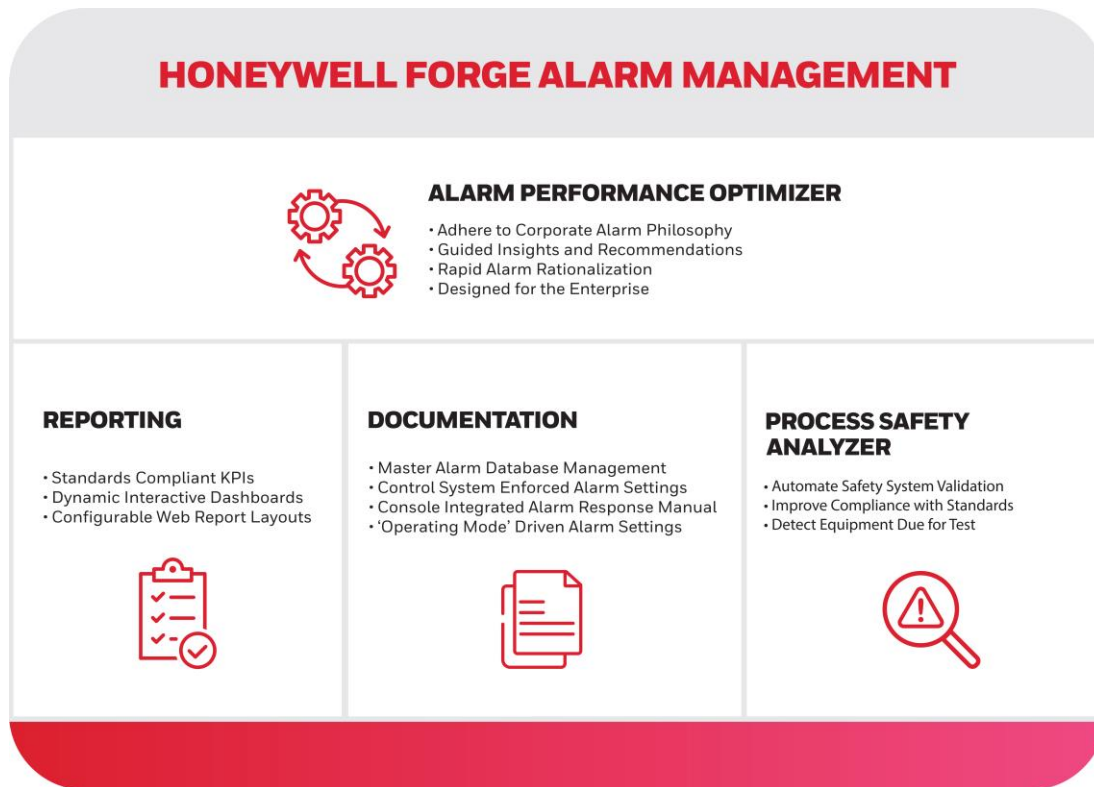 HONEYWELL FORGE ALARM MANAGEMENT
ALARM PERFORMANCE OPTIMIZER
• Adhere to Corporate Alarm Philosophy
• Guided Insights and Recommendations
• Rapid Alarm Rationalization
• Designed for the Enterprise
REPORTING
• Standards Compliant KPIs
• Dynamic Interactive Dashboards
• Configurable Web Report Layouts
DOCUMENTATION
• Master Alarm Database Management
• Control System Enforced Alarm Settings
• Console Integrated Alarm Response Manual
• ‘Operating Mode’ Driven Alarm Settings
PROCESS SAFETY
ANALYZER
• Automate Safety System Validation
• Improve Compliance with Standards
• Detect Equipment Due for Test